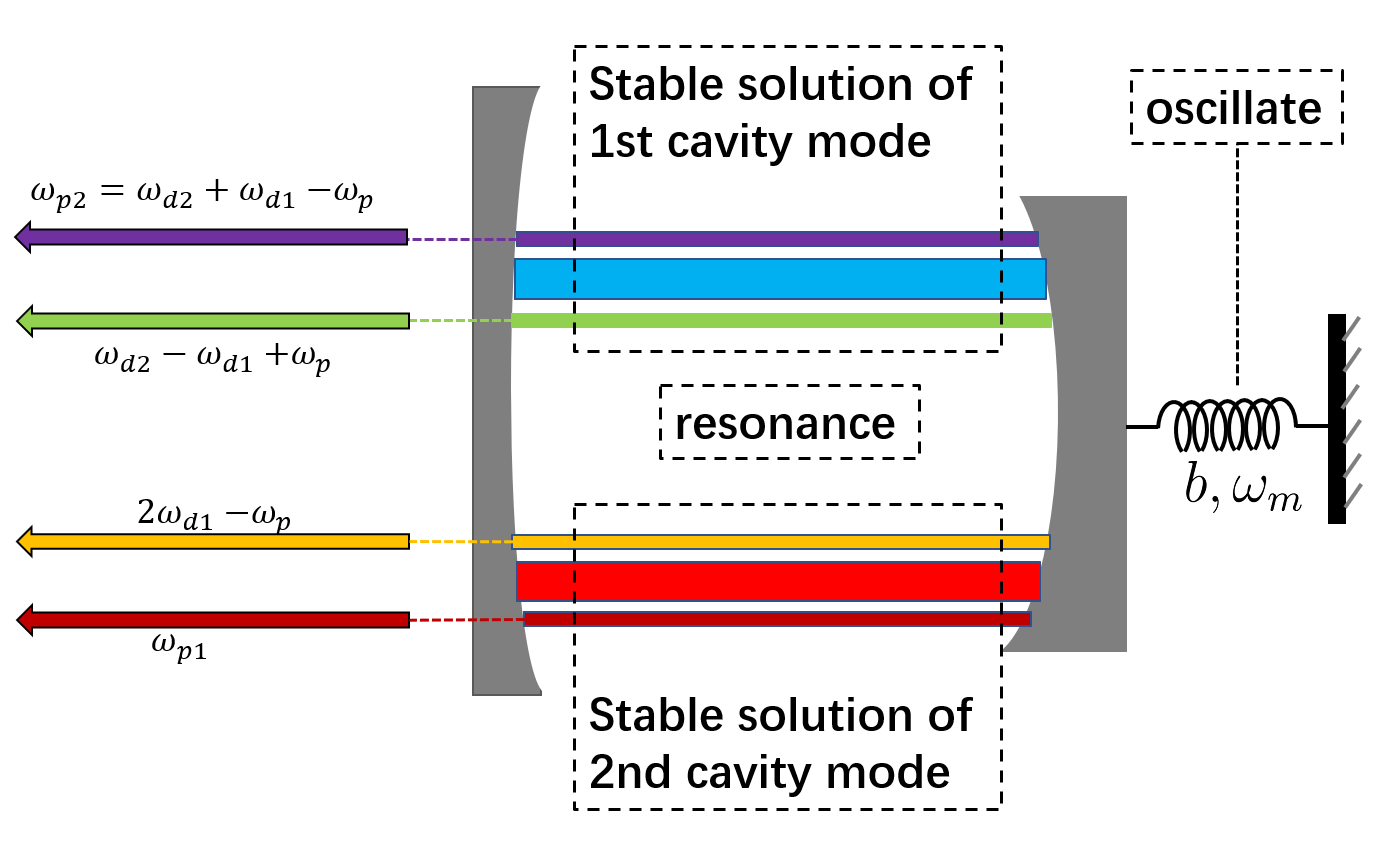 Stable solution of
1st cavity mode
oscillate
ω_{p2} = ω_{d2} + ω_{d1} −ω_p
ω_{d2} − ω_{d1} +ω_p
resonance
b, ω_m
2ω_{d1} −ω_p
ω_{p1}
Stable solution of
2nd cavity mode